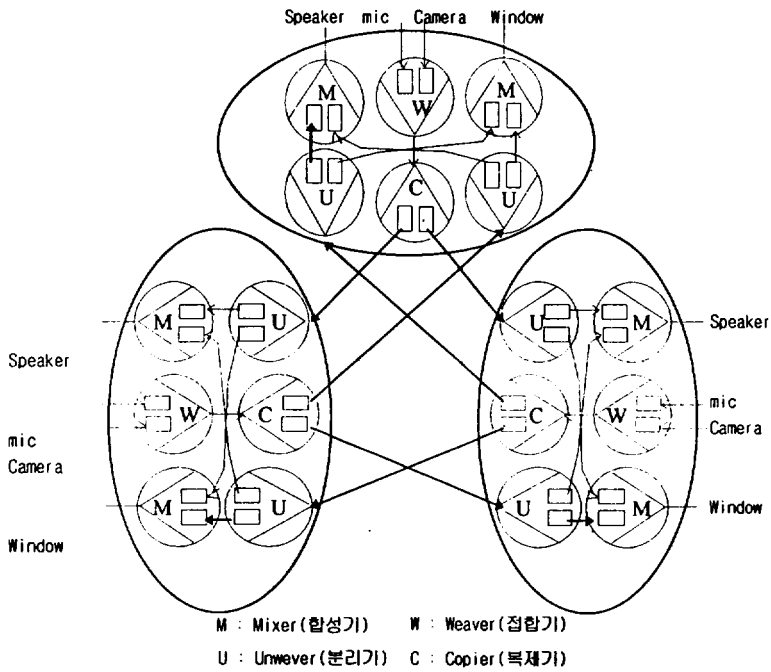 Speaker mic Camera Window
M W M
U C U
M U U M
Speaker Speaker
W C C W
mic mic
Camera Camera
M U U M
Window Window
M : Mixer(합성기) W : Weaver(접합기)
U : Unwever(분리기) C : Copier(복제기)